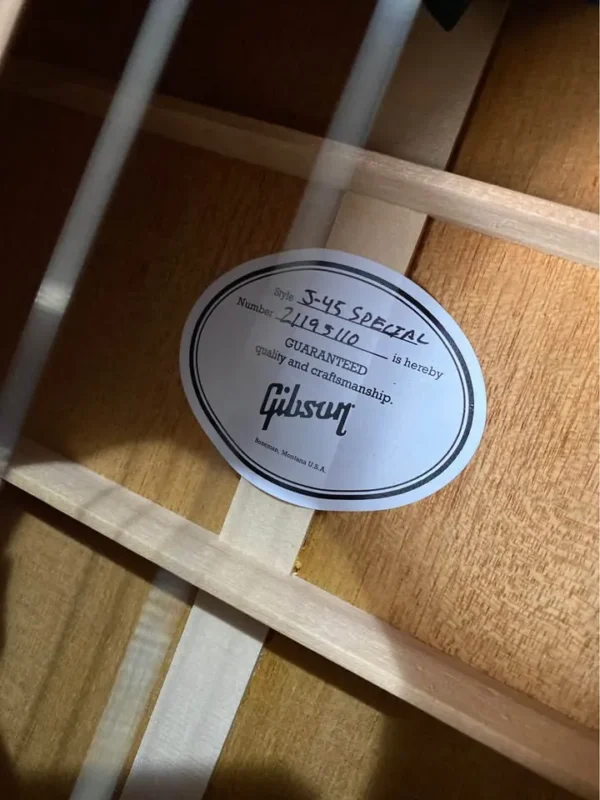 Style J-45 SPECIAL
Number 21195110 is hereby
GUARANTEED
quality and craftsmanship.
Gibson
Bozeman, Montana U.S.A.